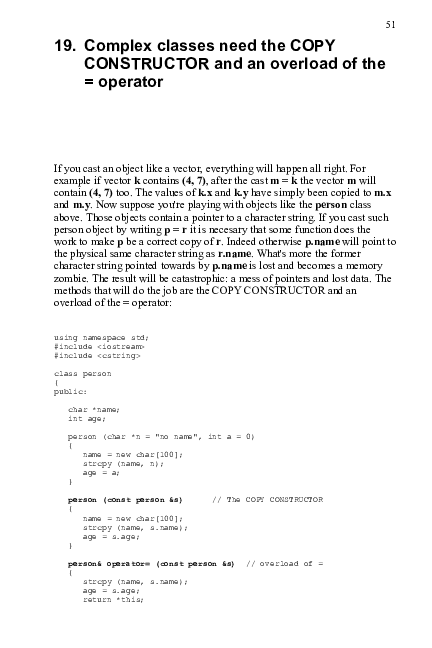 51
19. Complex classes need the COPY
CONSTRUCTOR and an overload of the
= operator
If you cast an object like a vector, everything will happen all right. For
example if vector k contains (4, 7), after the cast m = k the vector m will
contain (4, 7) too. The values of k.x and k.y have simply been copied to m.x
and m.y. Now suppose you're playing with objects like the person class
above. Those objects contain a pointer to a character string. If you cast such
person object by writing p = r it is necesary that some function does the
work to make p be a correct copy of r. Indeed otherwise p.name will point to
the physical same character string as r.name. What's more the former
character string pointed towards by p.name is lost and becomes a memory
zombie. The result will be catastrophic: a mess of pointers and lost data. The
methods that will do the job are the COPY CONSTRUCTOR and an
overload of the = operator:
using namespace std;
#include <iostream>
#include <cstring>
class person
{
public:
char *name;
int age;
person (char *n = "no name", int a = 0)
{
name = new char[100];
strcpy (name, n);
age = a;
}
person (const person &s) // The COPY CONSTRUCTOR
{
name = new char[100];
strcpy (name, s.name);
age = s.age;
}
person& operator= (const person &s) // overload of =
{
strcpy (name, s.name);
age = s.age;
return *this;